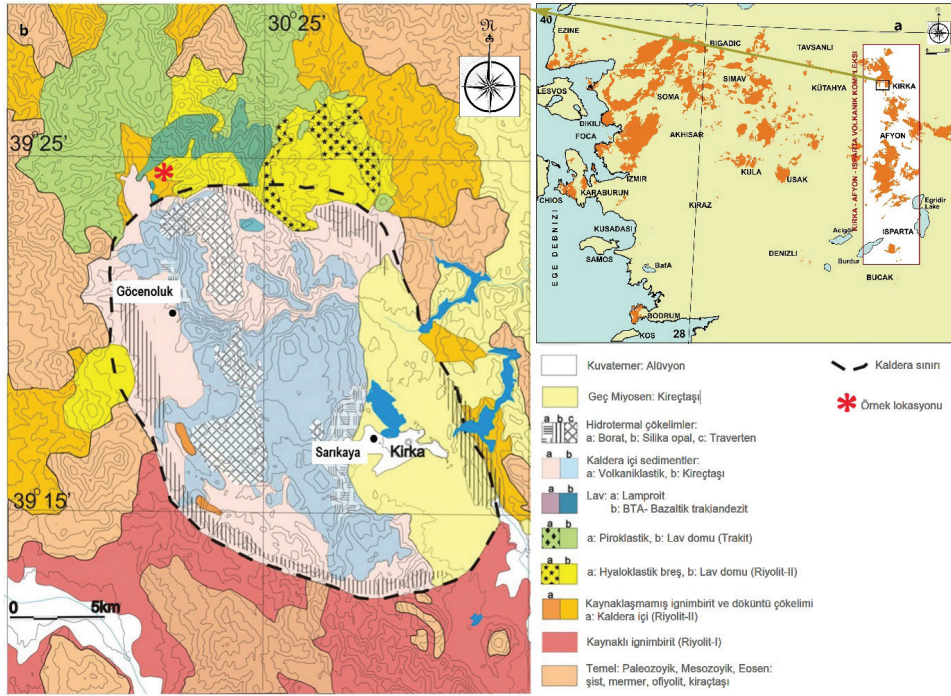 b
30°25'
39°25'
Göcenoluk
Sarıkaya
Kirka
39°15'
0 5km
a
40
EZINE
BIGADIC
TAVSANLI
SIMAV
KÜTAHYA
KIRKA
LESVOS
SOMA
DIKILI
AFYON
FOCA
AKHISAR
IZMIR
KULA
USAK
CHIOS
KARABURUN
KIRAZ
Egridir
Lake
KUSADASI
Acigöl
ISPARTA
SAMOS
DENIZLI
Burdur
BafA
BUCAK
BODRUM
KOS
28
EGE DEBNIZI
KIRKA - AFYON - ISPARTA VOLKANIK KOMPLEKSI
Kuvaterner: Alüvyon
Kaldera sınırı
Geç Miyosen: Kireçtaşı
Örnek lokasyonu
a b c
Hidrotermal çökelimler:
a: Borat, b: Silika opal, c: Traverten
a b
Kaldera içi sedimentler:
a: Volkaniklastik, b: Kireçtaşı
a b
Lav: a: Lamproit
b: BTA- Bazaltik trakiandezit
a b
a: Piroklastik, b: Lav domu (Trakit)
a b
a: Hyaloklastik breş, b: Lav domu (Riyolit-II)
a b
Kaynaklaşmamış ignimbirit ve döküntü çökelimi
a: Kaldera içi (Riyolit-II)
Kaynaklı ignimbirit (Riyolit-I)
Temel: Paleozoyik, Mesozoyik, Eosen:
şist, mermer, ofiyolit, kiraçtaşı